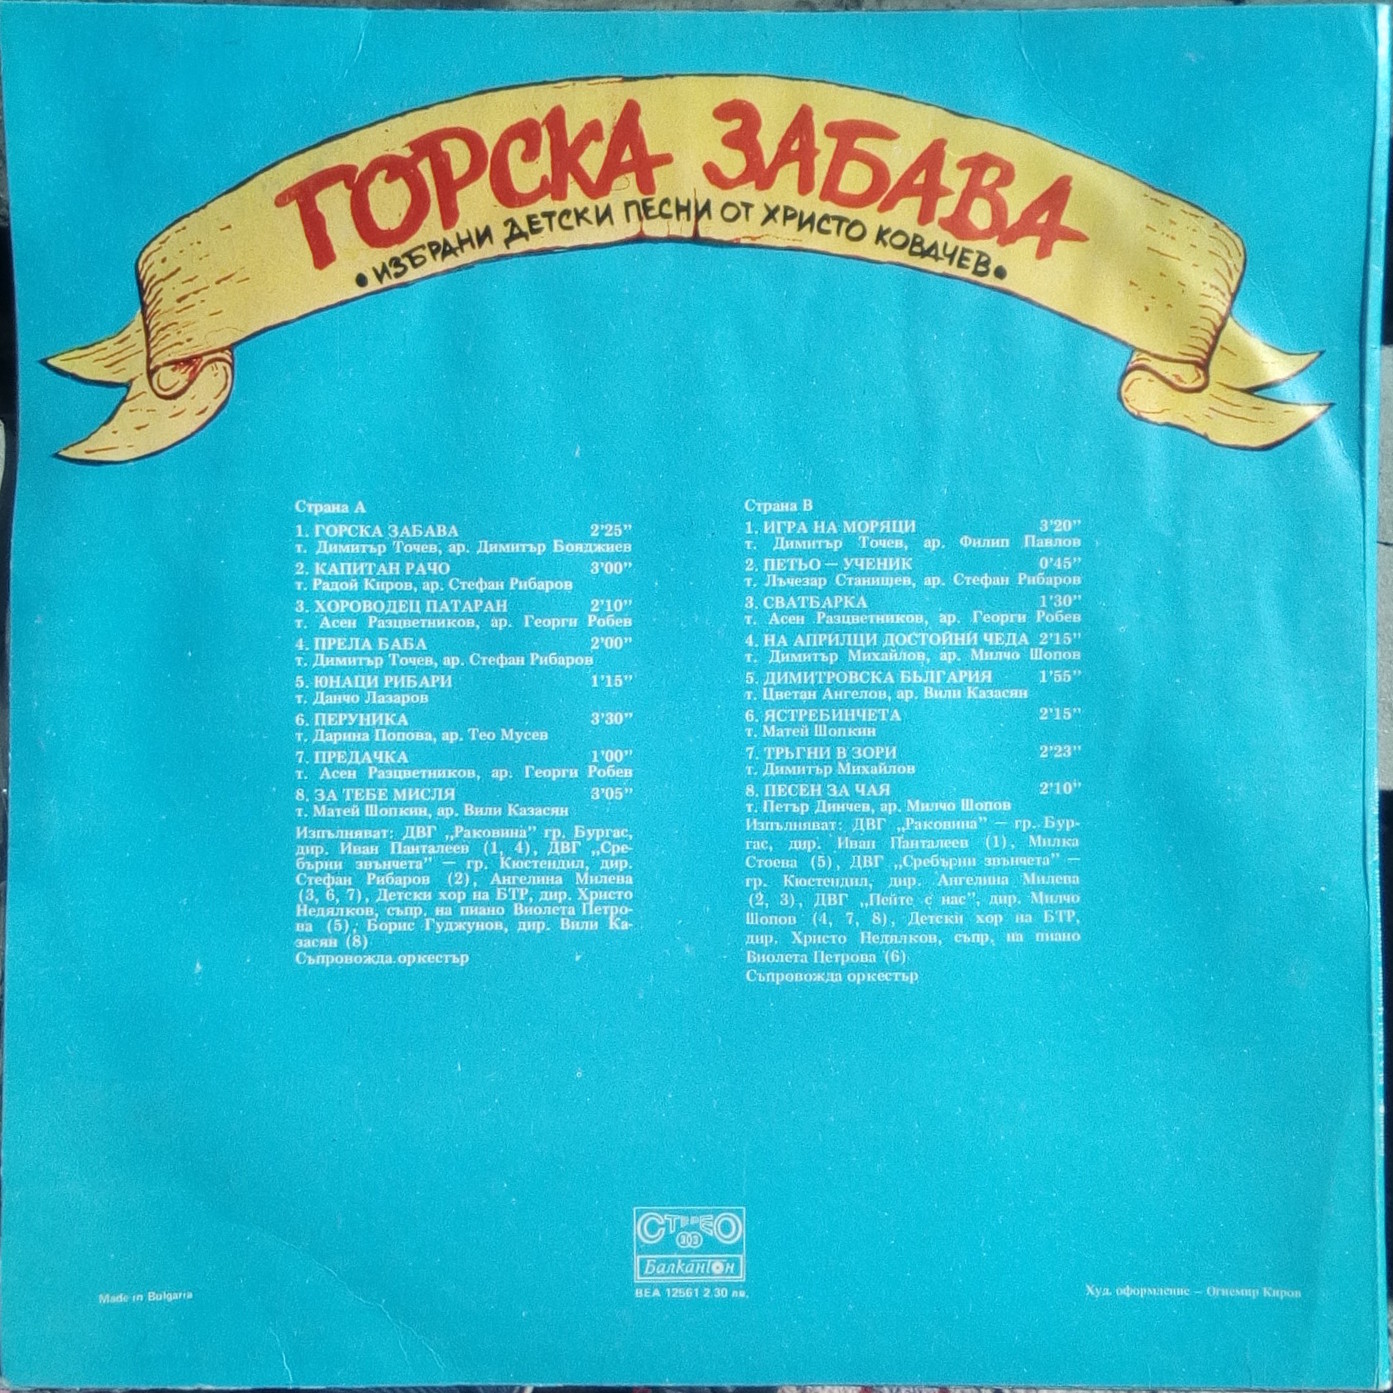 ГОРСКА ЗАБАВА
•ИЗБРАНИ ДЕТСКИ ПЕСНИ ОТ ХРИСТО КОВАЧЕВ•
Страна А
1. ГОРСКА ЗАБАВА 2'25"
т. Димитър Точев, ар. Димитър Бояджиев
2. КАПИТАН РАЧО 3'00"
т. Радой Киров, ар. Стефан Рибаров
3. ХОРОВОДЕЦ ПАТАРАН 2'10"
т. Асен Разцветников, ар. Георги Робев
4. ПРЕЛА БАБА 2'00"
т. Димитър Точев, ар. Стефан Рибаров
5. ЮНАЦИ РИБАРИ 1'15"
т. Данчо Лазаров
6. ПЕРУНИКА 3'30"
т. Дарина Попова, ар. Тео Мусев
7. ПРЕДАЧКА 1'00"
т. Асен Разцветников, ар. Георги Робев
8. ЗА ТЕБЕ МИСЛЯ 3'05"
т. Матей Шопкин, ар. Вили Казасян
Изпълняват: ДВГ „Раковина" гр. Бургас,
дир. Иван Панталеев (1, 4), ДВГ „Сре-
бърни звънчета" — гр. Кюстендил, дир.
Стефан Рибаров (2), Ангелина Милева
(3, 6, 7), Детски хор на БТР, дир. Христо
Недялков, съпр. на пиано Виолета Петро-
ва (5), Борис Гуджунов, дир. Вили Ка-
засян (8)
Съпровожда оркестър
Страна В
1. ИГРА НА МОРЯЦИ 3'20"
т. Димитър Точев, ар. Филип Павлов
2. ПЕТЬО — УЧЕНИК 0'45"
т. Лъчезар Станищев, ар. Стефан Рибаров
3. СВАТБАРКА 1'30"
т. Асен Разцветников, ар. Георги Робев
4. НА АПРИЛЦИ ДОСТОЙНИ ЧЕДА 2'15"
т. Димитър Михайлов, ар. Милчо Шопов
5. ДИМИТРОВСКА БЪЛГАРИЯ 1'55"
т. Цветан Ангелов, ар. Вили Казасян
6. ЯСТРЕБИНЧЕТА 2'15"
т. Матей Шопкин
7. ТРЪГНИ В ЗОРИ 2'23"
т. Димитър Михайлов
8. ПЕСЕН ЗА ЧАЯ 2'10"
т. Петър Динчев, ар. Милчо Шопов
Изпълняват: ДВГ „Раковина" — гр. Бур-
гас, дир. Иван Панталеев (1), Милка
Стоева (5), ДВГ „Сребърни звънчета" —
гр. Кюстендил, дир. Ангелина Милева
(2, 3), ДВГ „Пейте с нас", дир. Милчо
Шопов (4, 7, 8), Детски хор на БТР,
дир. Христо Недялков, съпр. на пиано
Виолета Петрова (6)
Съпровожда оркестър
СТЕРЕО
33
Балкантон
ВЕА 12561 2.30 лв.
Made in Bulgaria
Худ. оформление — Огнемир Киров